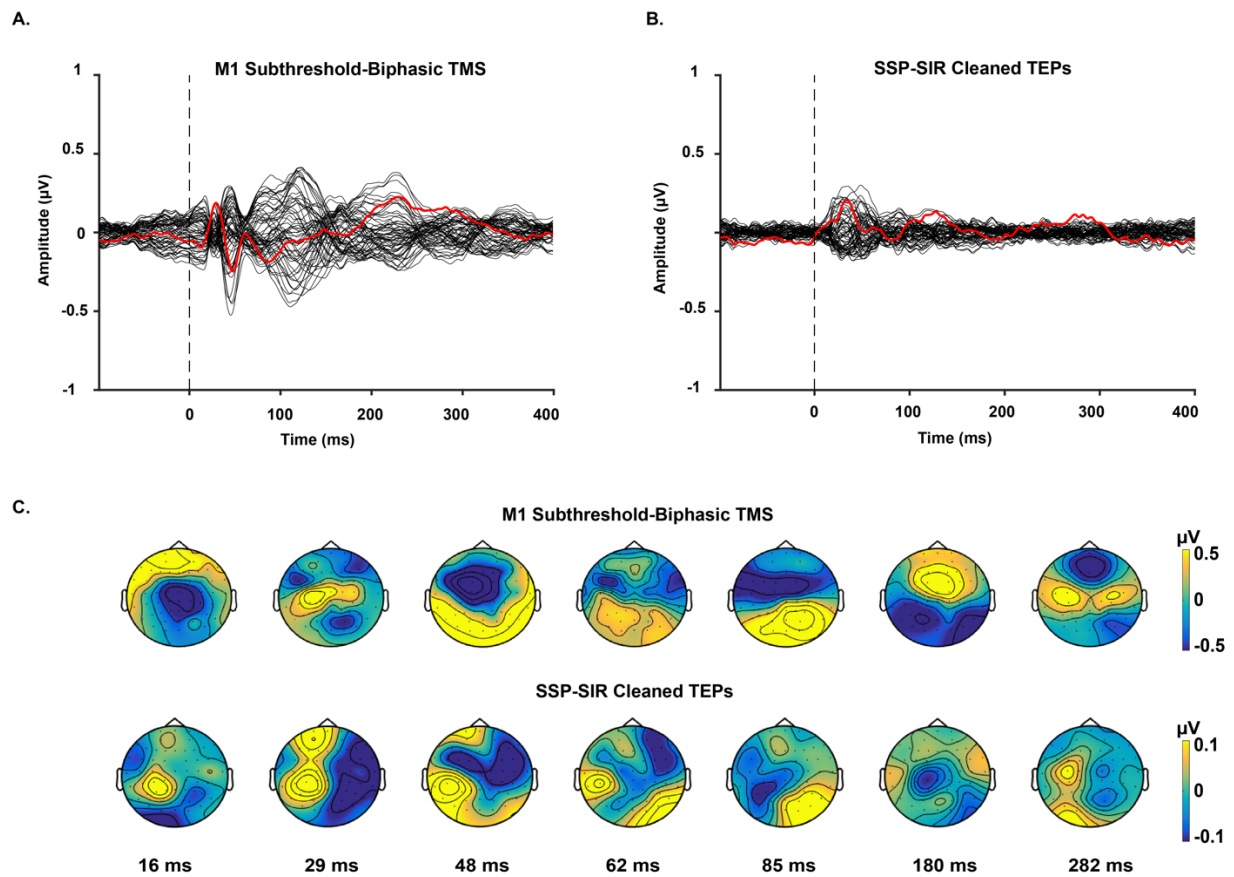 A.
M1 Subthreshold-Biphasic TMS
1
0.5
0
-0.5
-1
Amplitude (µV)
0
100
200
300
400
Time (ms)
B.
SSP-SIR Cleaned TEPs
1
0.5
0
-0.5
-1
Amplitude (µV)
0
100
200
300
400
Time (ms)
C.
M1 Subthreshold-Biphasic TMS
µV
0.5
0
-0.5
SSP-SIR Cleaned TEPs
µV
0.1
0
-0.1
16 ms
29 ms
48 ms
62 ms
85 ms
180 ms
282 ms